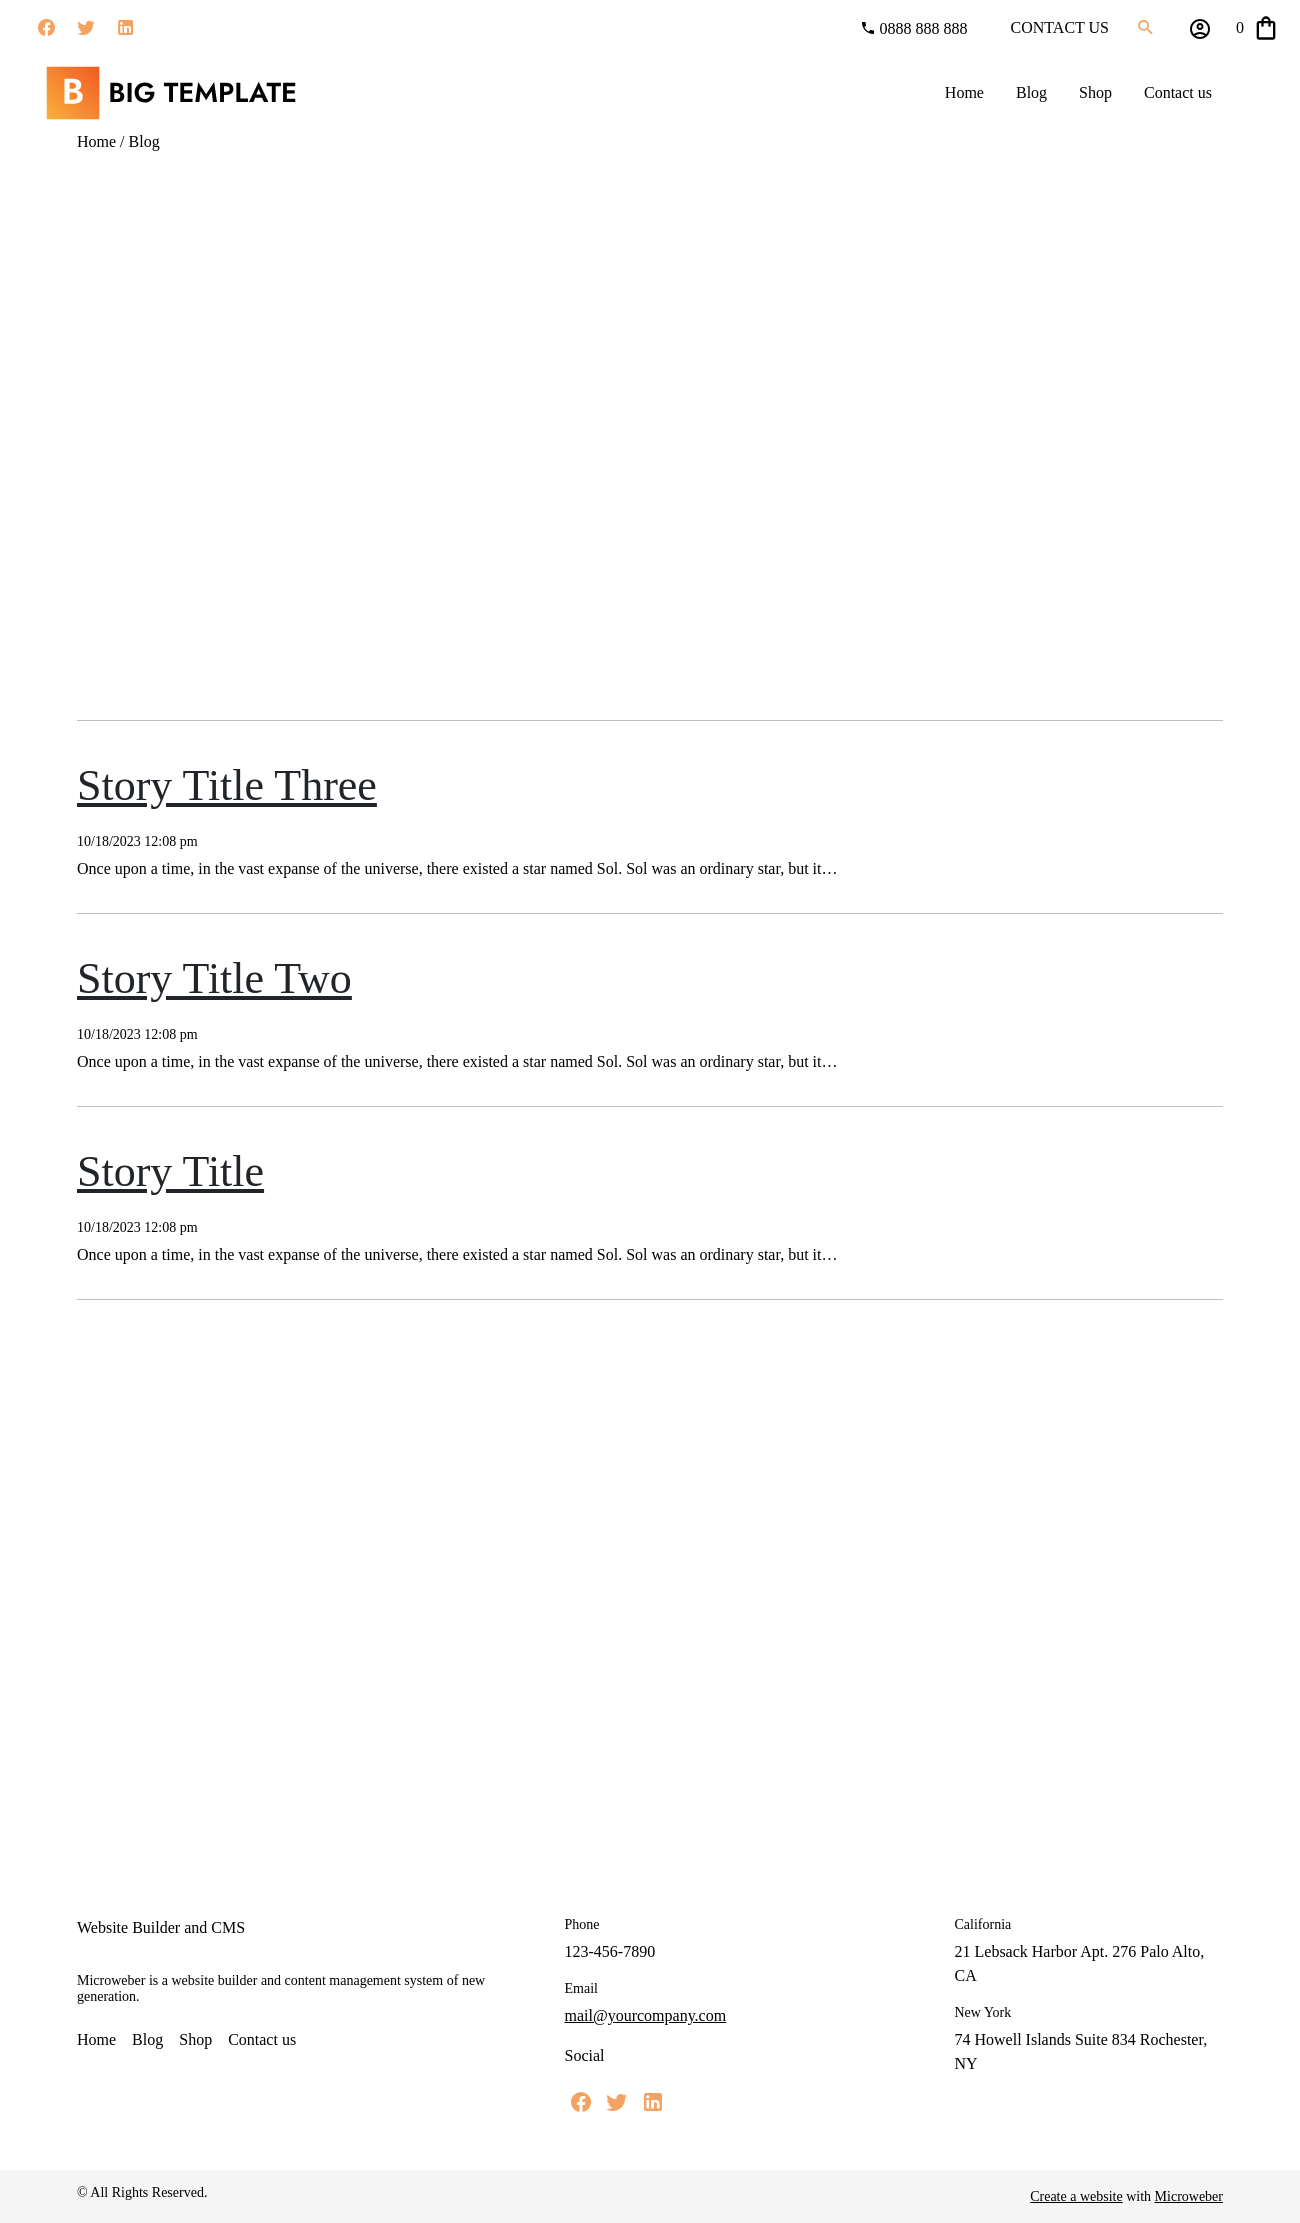 0888 888 888 CONTACT US 0
B BIG TEMPLATE Home Blog Shop Contact us
Home / Blog
Story Title Three
10/18/2023 12:08 pm
Once upon a time, in the vast expanse of the universe, there existed a star named Sol. Sol was an ordinary star, but it…
Story Title Two
10/18/2023 12:08 pm
Once upon a time, in the vast expanse of the universe, there existed a star named Sol. Sol was an ordinary star, but it…
Story Title
10/18/2023 12:08 pm
Once upon a time, in the vast expanse of the universe, there existed a star named Sol. Sol was an ordinary star, but it…
Website Builder and CMS
Microweber is a website builder and content management system of new
generation.
Home Blog Shop Contact us
Phone
123-456-7890
Email
mail@yourcompany.com
Social
California
21 Lebsack Harbor Apt. 276 Palo Alto,
CA
New York
74 Howell Islands Suite 834 Rochester,
NY
© All Rights Reserved.
Create a website with Microweber